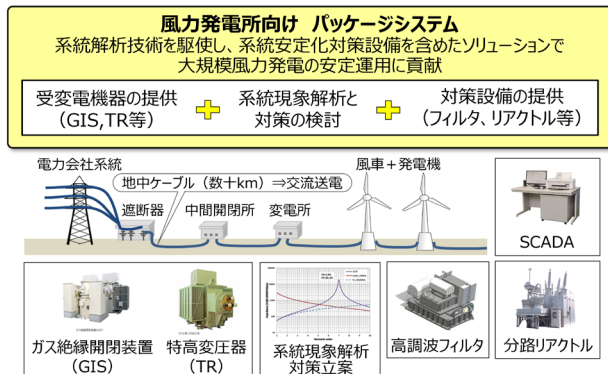 風力発電所向け パッケージシステム
系統解析技術を駆使し、系統安定化対策設備を含めたソリューションで
大規模風力発電の安定運用に貢献
受変電機器の提供
（GIS,TR等）
系統現象解析と
対策の検討
対策設備の提供
（フィルタ、リアクトル等）
電力会社系統
地中ケーブル（数十km）⇒交流送電
風車＋発電機
遮断器
中間開閉所
変電所
SCADA
ガス絶縁開閉装置
（GIS）
特高変圧器
（TR）
系統現象解析
対策立案
高調波フィルタ
分路リアクトル